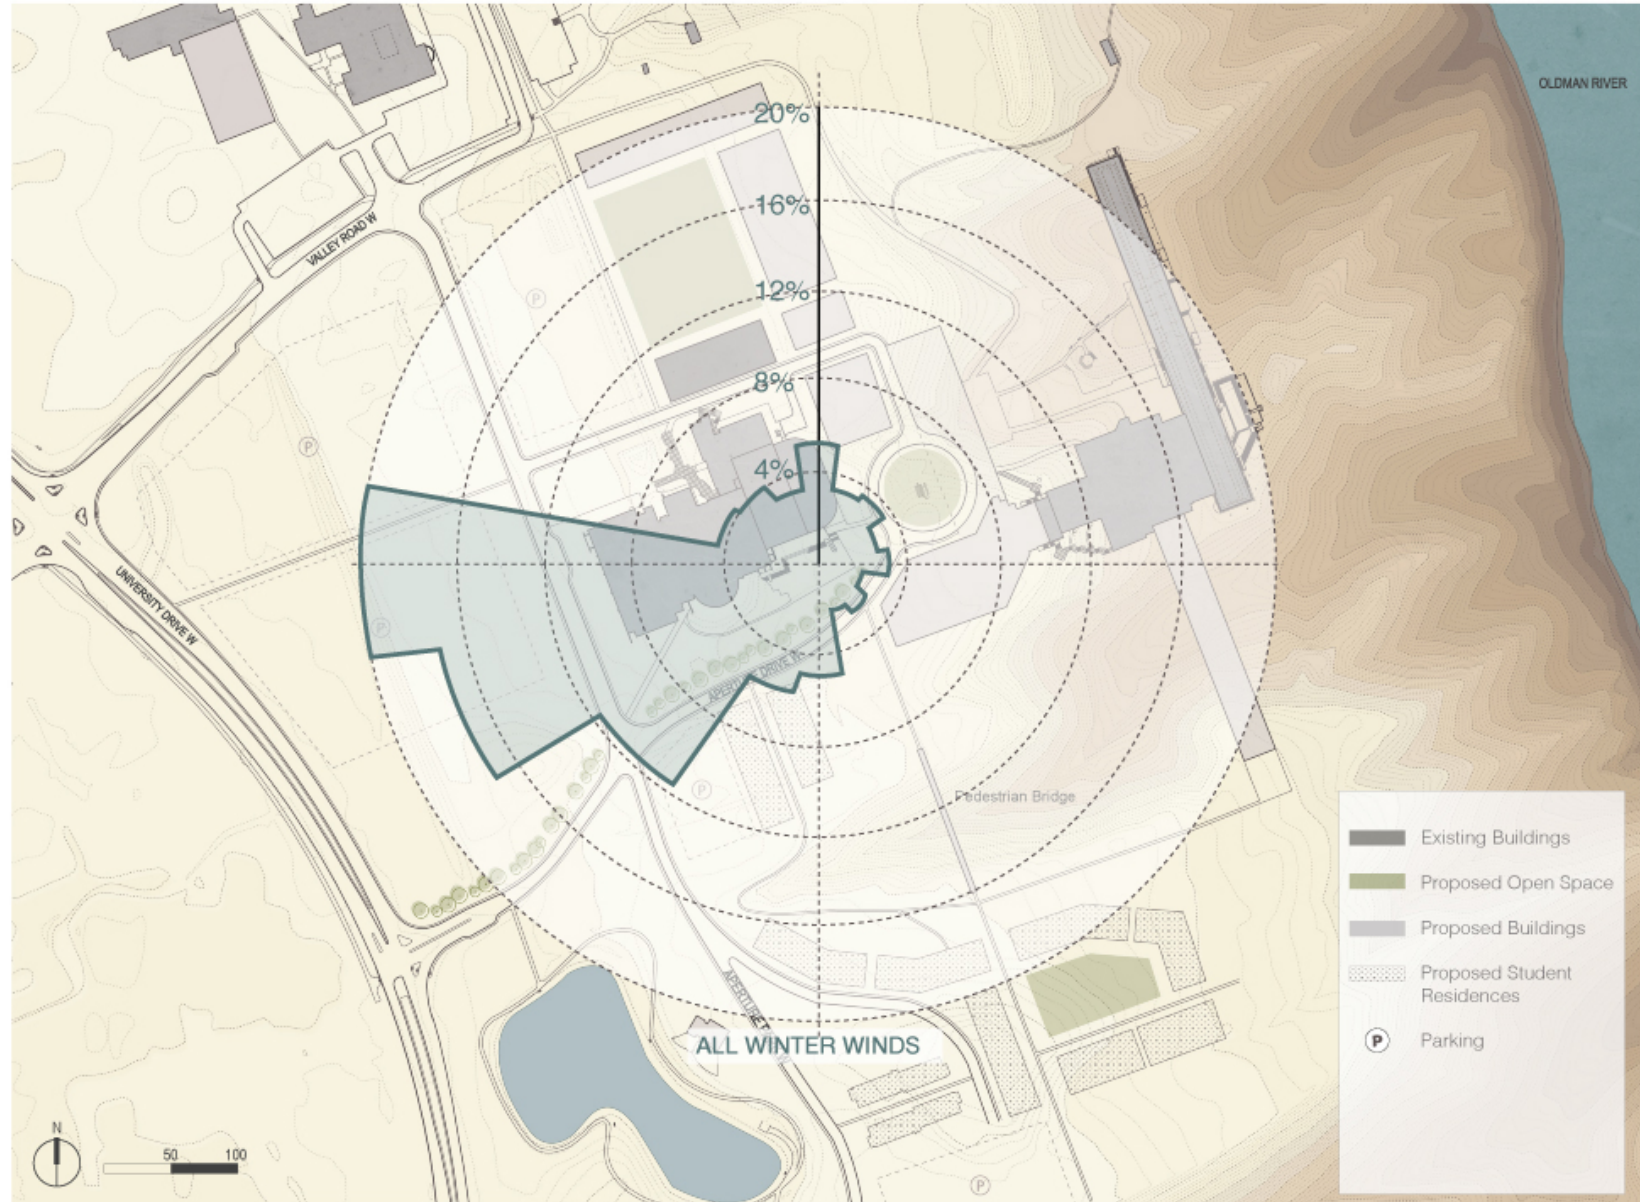 OLDMAN RIVER
20%
16%
VALLEY ROAD W
12%
P
8%
P
4%
UNIVERSITY DRIVE W
P
APERTURE DRIVE W
P
Pedestrian Bridge
Existing Buildings
Proposed Open Space
Proposed Buildings
Proposed Student
Residences
P Parking
ALL WINTER WINDS
N
50 100
P